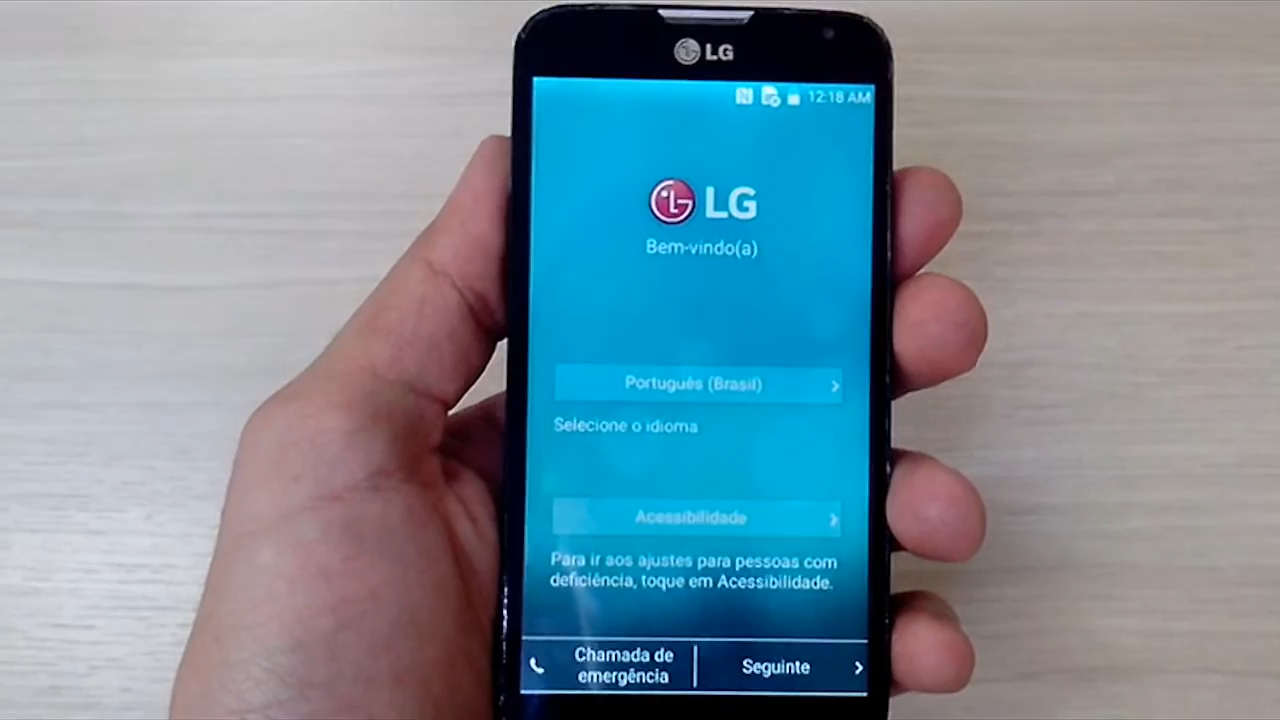 LG
12:18 AM
LG
Bem-vindo(a)
Português (Brasil)
Selecione o idioma
Acessibilidade
Para ir aos ajustes para pessoas com
deficiência, toque em Acessibilidade.
Chamada de
emergência
Seguinte